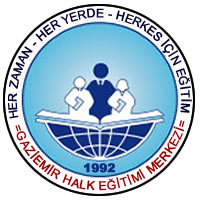 HER ZAMAN - HER YERDE - HERKES İÇİN EĞİTİM
1992
=GAZİEMİR HALK EĞİTİMİ MERKEZİ=